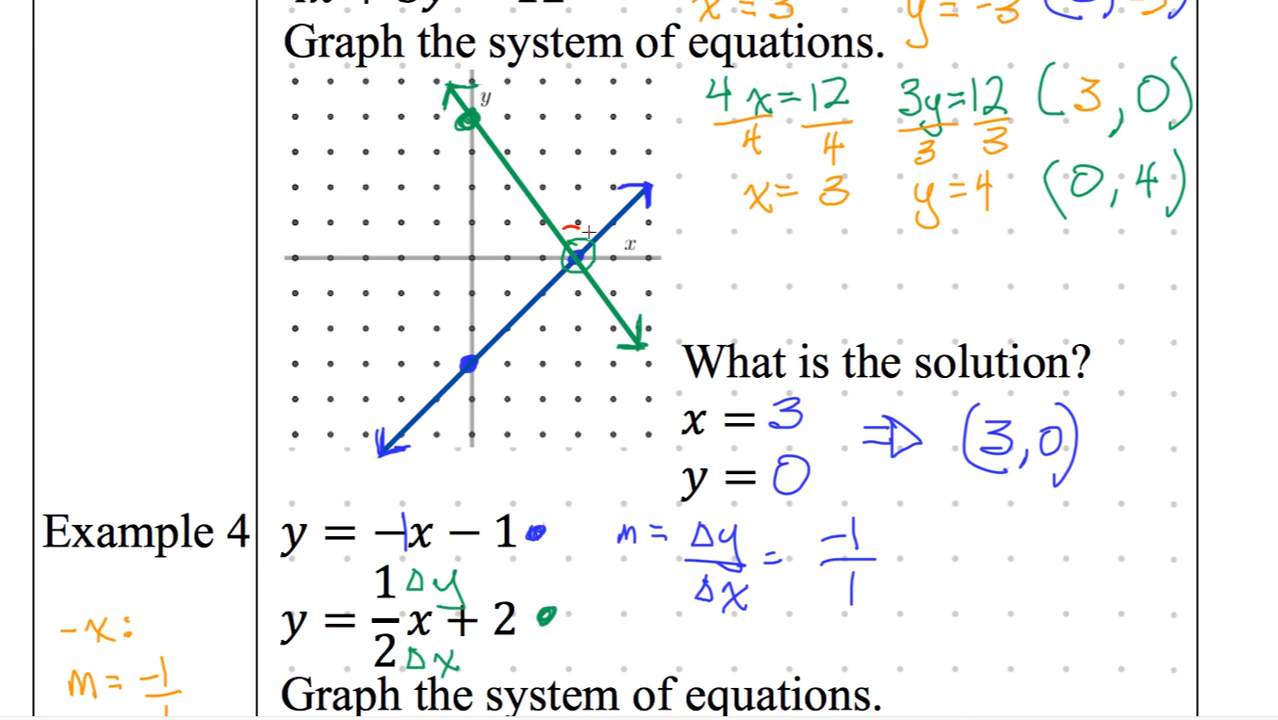 x = 3 y = -3
Graph the system of equations.
y
x
4x = 12 3y = 12 (3, 0)
4 4 3 3
x = 3 y = 4 (0, 4)
What is the solution?
x = 3 ⇒ (3, 0)
y = 0
Example 4
y = -1x - 1 m = Δy/Δx = -1/1
y = 1/2 x + 2 Δy Δx
-x:
m = -1/1
Graph the system of equations.